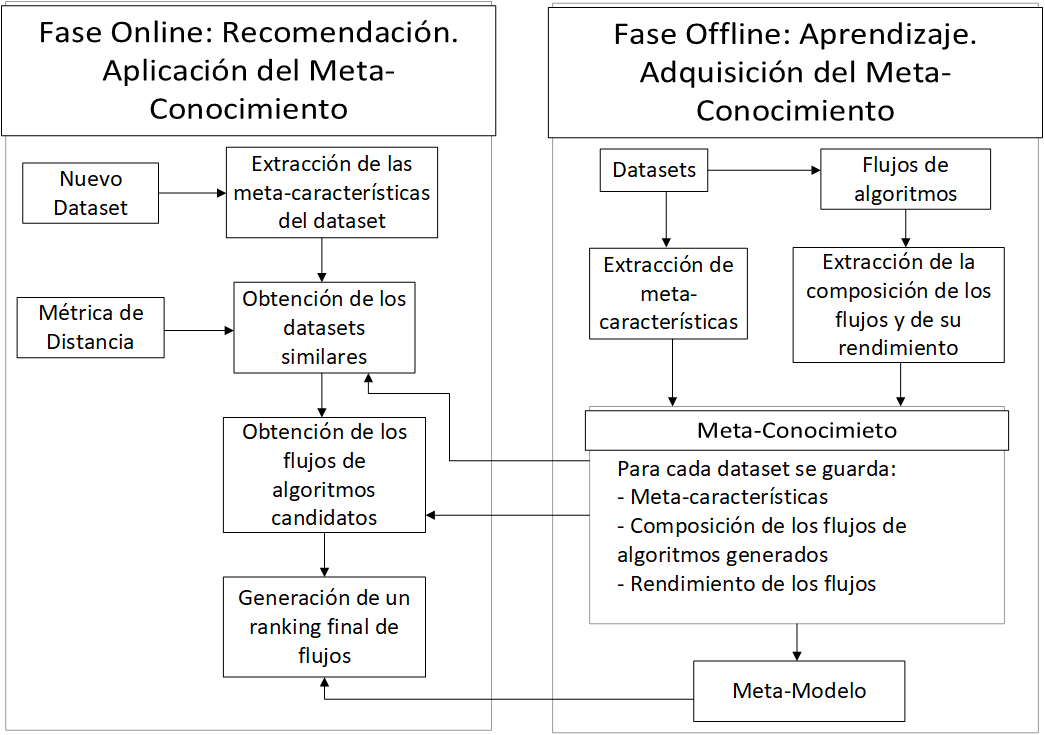 Fase Online: Recomendación.
Aplicación del Meta-
Conocimiento
Nuevo
Dataset
Extracción de las
meta-características
del dataset
Métrica de
Distancia
Obtención de los
datasets
similares
Obtención de los
flujos de
algoritmos
candidatos
Generación de un
ranking final de
flujos
Fase Offline: Aprendizaje.
Adquisición del Meta-
Conocimiento
Datasets
Flujos de
algoritmos
Extracción de
meta-
características
Extracción de la
composición de los
flujos y de su
rendimiento
Meta-Conocimieto
Para cada dataset se guarda:
- Meta-características
- Composición de los flujos de
algoritmos generados
- Rendimiento de los flujos
Meta-Modelo